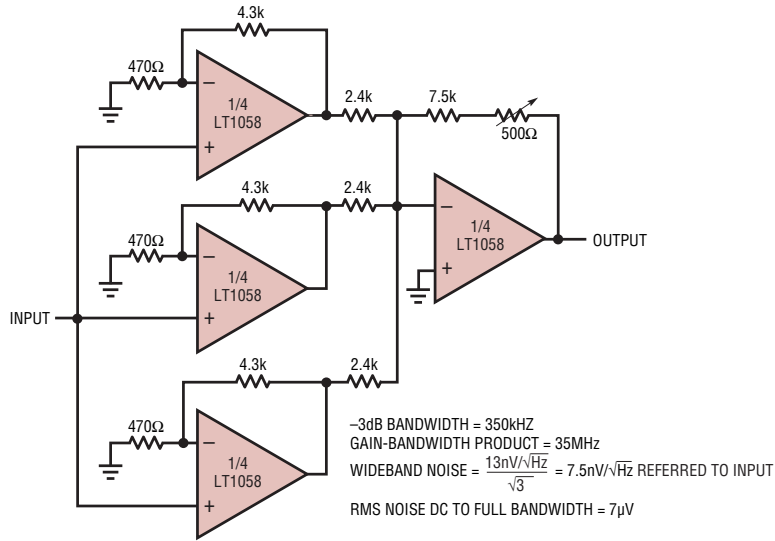 4.3k
470Ω
–
1/4
LT1058
+
2.4k
7.5k
500Ω
4.3k
2.4k
470Ω
–
1/4
LT1058
+
–
1/4
LT1058
+
OUTPUT
INPUT
4.3k
2.4k
470Ω
–
1/4
LT1058
+
–3dB BANDWIDTH = 350kHZ
GAIN-BANDWIDTH PRODUCT = 35MHz
WIDEBAND NOISE = 13nV/√Hz / √3 = 7.5nV/√Hz REFERRED TO INPUT
RMS NOISE DC TO FULL BANDWIDTH = 7µV